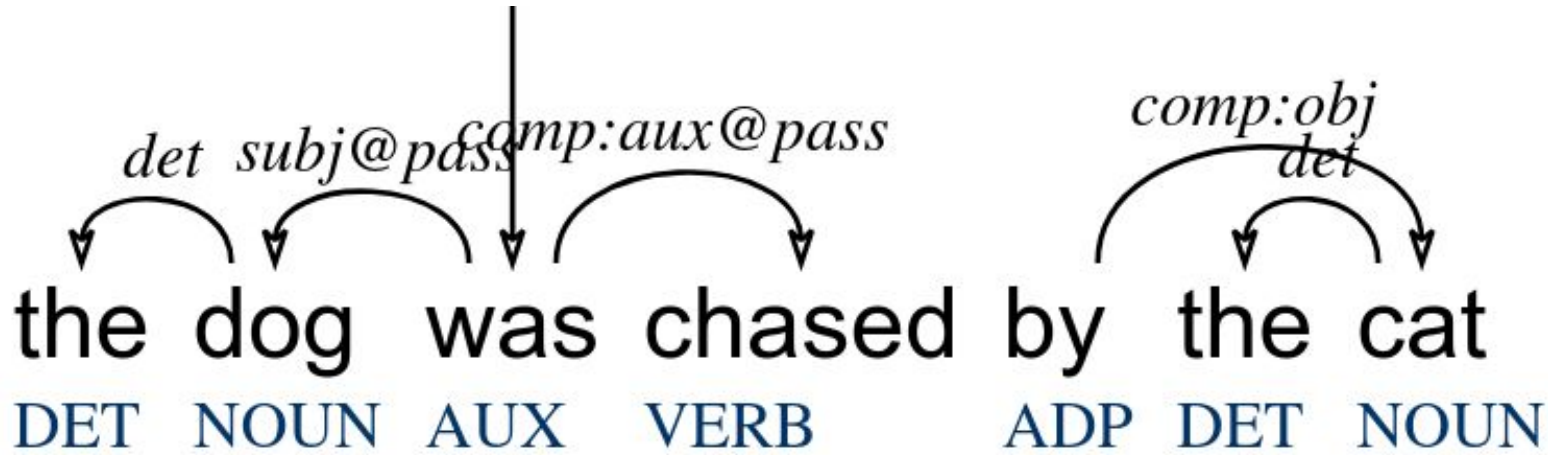 comp:obj
det subj@pass comp:aux@pass det
the dog was chased by the cat
DET NOUN AUX VERB ADP DET NOUN